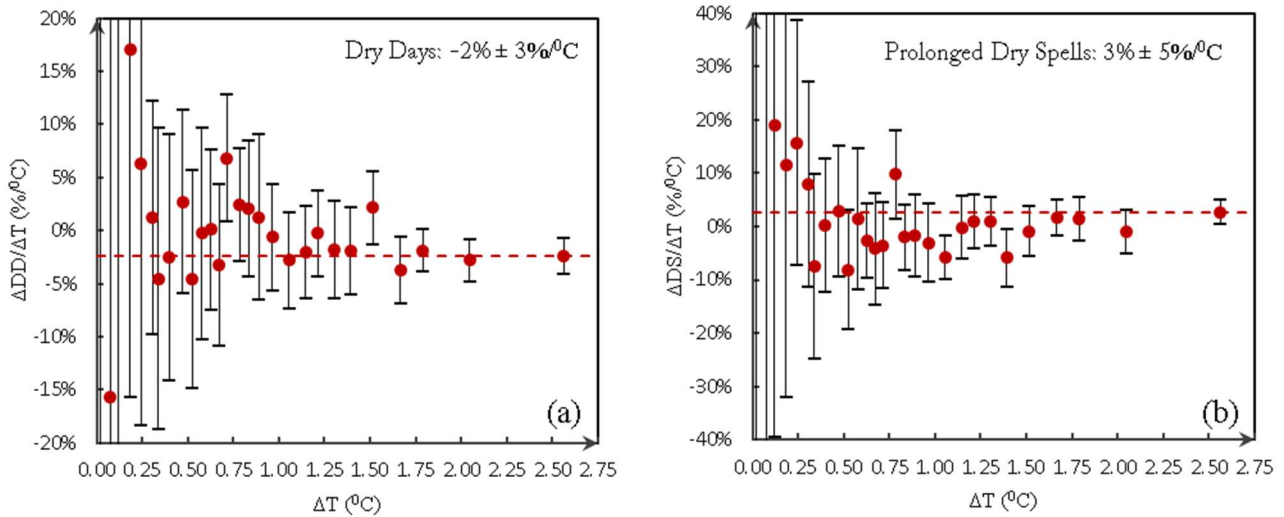 Dry Days: -2% ± 3%/⁰C
20%
15%
10%
5%
0%
-5%
-10%
-15%
-20%
ΔDD/ΔT (%/⁰C)
(a)
0.00 0.25 0.50 0.75 1.00 1.25 1.50 1.75 2.00 2.25 2.50 2.75
ΔT (⁰C)
Prolonged Dry Spells: 3% ± 5%/⁰C
40%
30%
20%
10%
0%
-10%
-20%
-30%
-40%
ΔDS/ΔT (%/⁰C)
(b)
0.00 0.25 0.50 0.75 1.00 1.25 1.50 1.75 2.00 2.25 2.50 2.75
ΔT (⁰C)